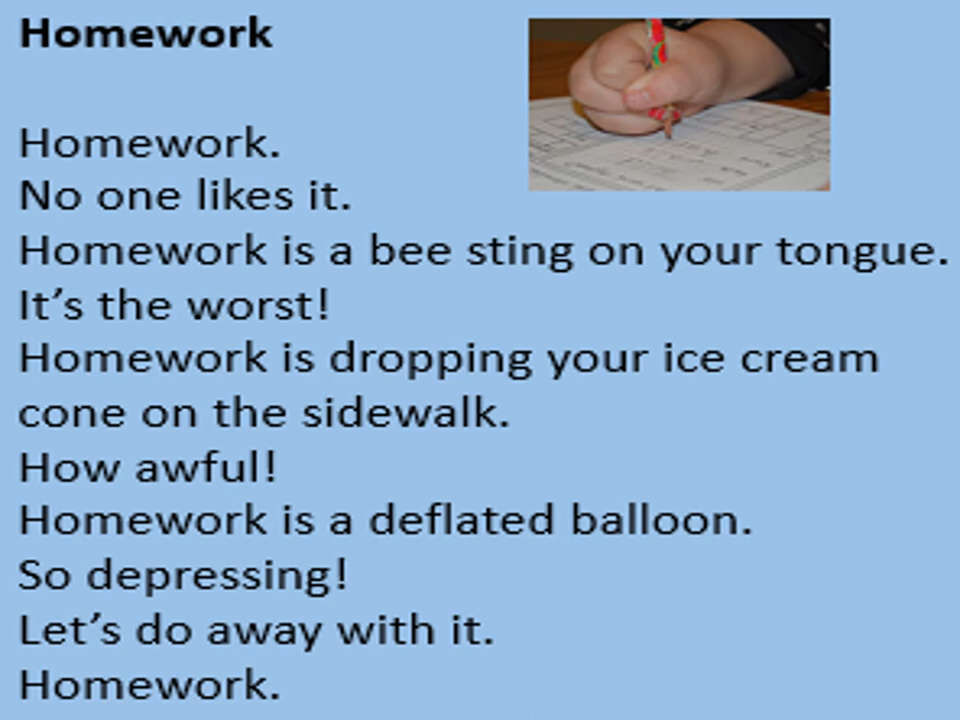 Homework
Homework.
No one likes it.
Homework is a bee sting on your tongue.
It’s the worst!
Homework is dropping your ice cream
cone on the sidewalk.
How awful!
Homework is a deflated balloon.
So depressing!
Let’s do away with it.
Homework.